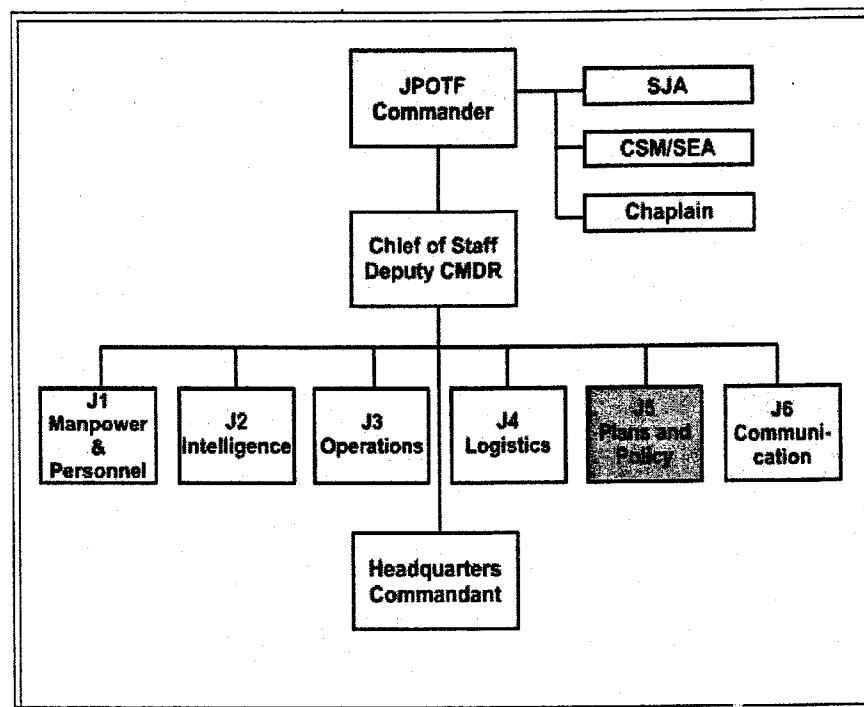 JPOTF
Commander
SJA
CSM/SEA
Chaplain
Chief of Staff
Deputy CMDR
J1
Manpower
&
Personnel
J2
Intelligence
J3
Operations
J4
Logistics
J5
Plans and
Policy
J6
Communi-
cation
Headquarters
Commandant